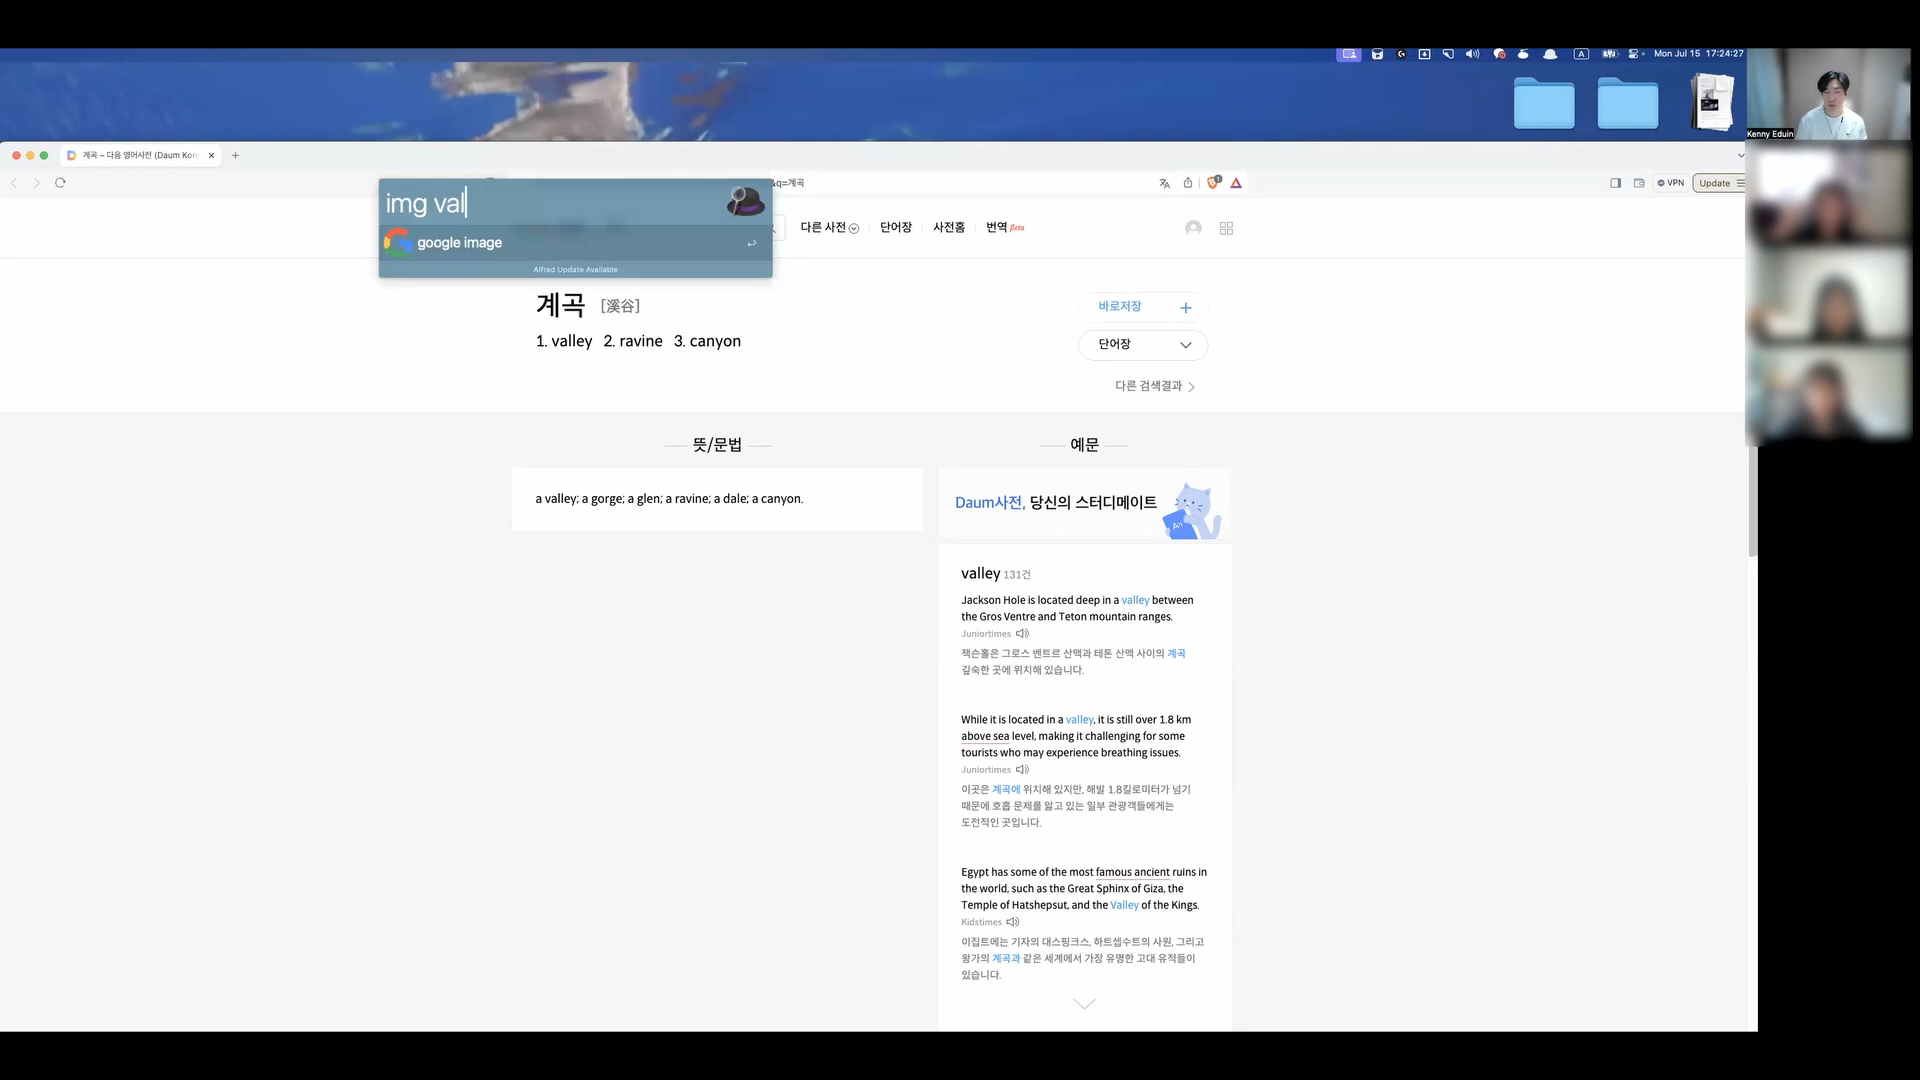 Mon Jul 15 17:24:27
Kenny Eduin
계곡 – 다음 영어사전 (Daum Kor
&q=계곡
VPN
Update
img val
google image
Alfred Update Available
다른 사전
단어장
사전홈
번역 Beta
계곡 [溪谷]
1. valley 2. ravine 3. canyon
바로저장
단어장
다른 검색결과
뜻/문법
a valley; a gorge; a glen; a ravine; a dale; a canyon.
예문
Daum사전, 당신의 스터디메이트
valley 131건
Jackson Hole is located deep in a valley between
the Gros Ventre and Teton mountain ranges.
Juniortimes
잭슨홀은 그로스 벤트르 산맥과 테톤 산맥 사이의 계곡
깊숙한 곳에 위치해 있습니다.
While it is located in a valley, it is still over 1.8 km
above sea level, making it challenging for some
tourists who may experience breathing issues.
Juniortimes
이곳은 계곡에 위치해 있지만, 해발 1.8킬로미터가 넘기
때문에 호흡 문제를 앓고 있는 일부 관광객들에게는
도전적인 곳입니다.
Egypt has some of the most famous ancient ruins in
the world, such as the Great Sphinx of Giza, the
Temple of Hatshepsut, and the Valley of the Kings.
Kidstimes
이집트에는 기자의 대스핑크스, 하트셉수트의 사원, 그리고
왕가의 계곡과 같은 세계에서 가장 유명한 고대 유적들이
있습니다.